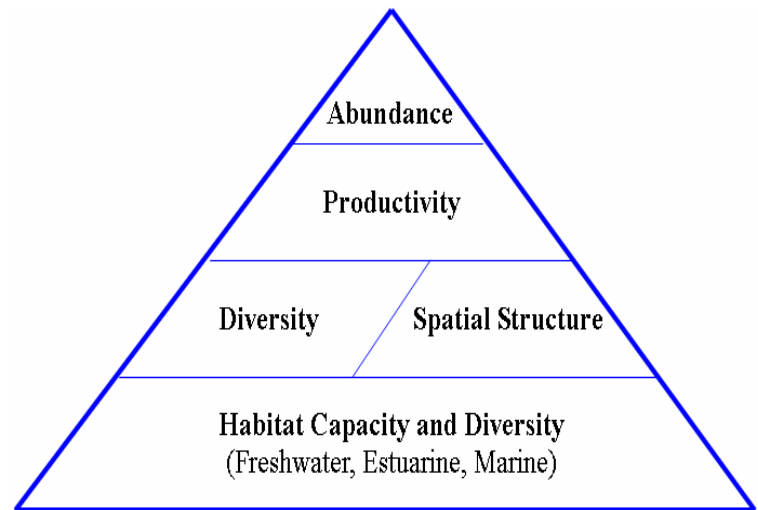 Abundance
Productivity
Diversity
Spatial Structure
Habitat Capacity and Diversity
(Freshwater, Estuarine, Marine)